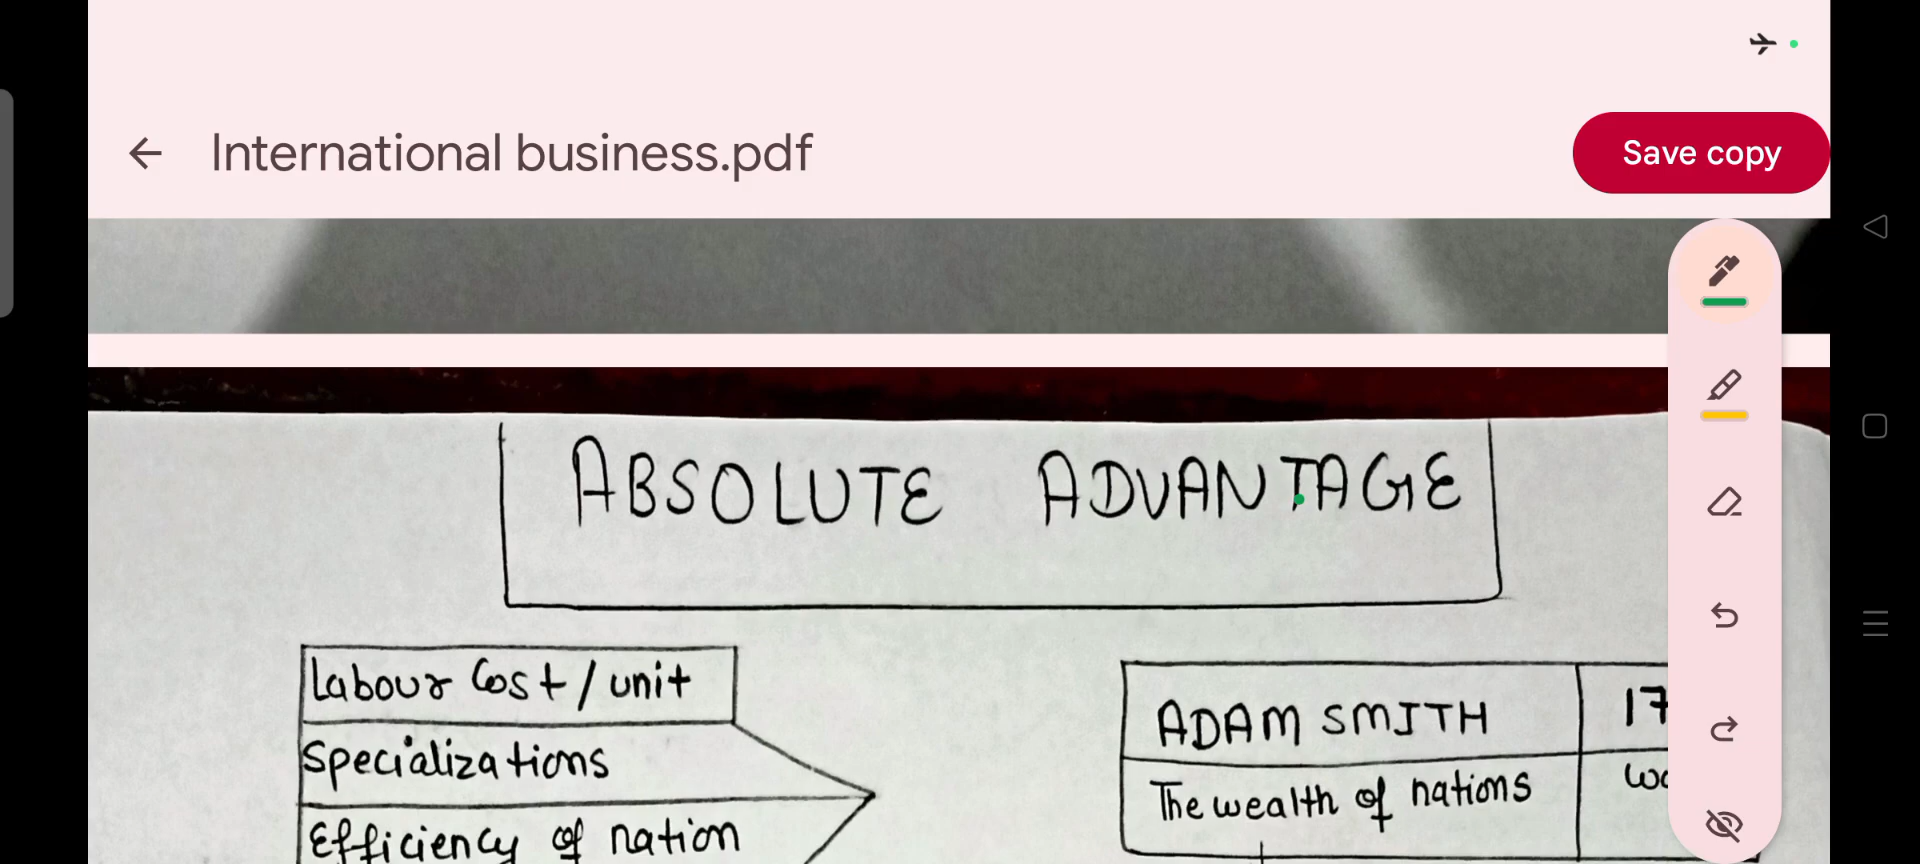 International business.pdf
Save copy
ABSOLUTE ADVANTAGE
Labour Cost/unit
Specializations
Efficiency of nation
ADAM SMITH
17
The wealth of nations